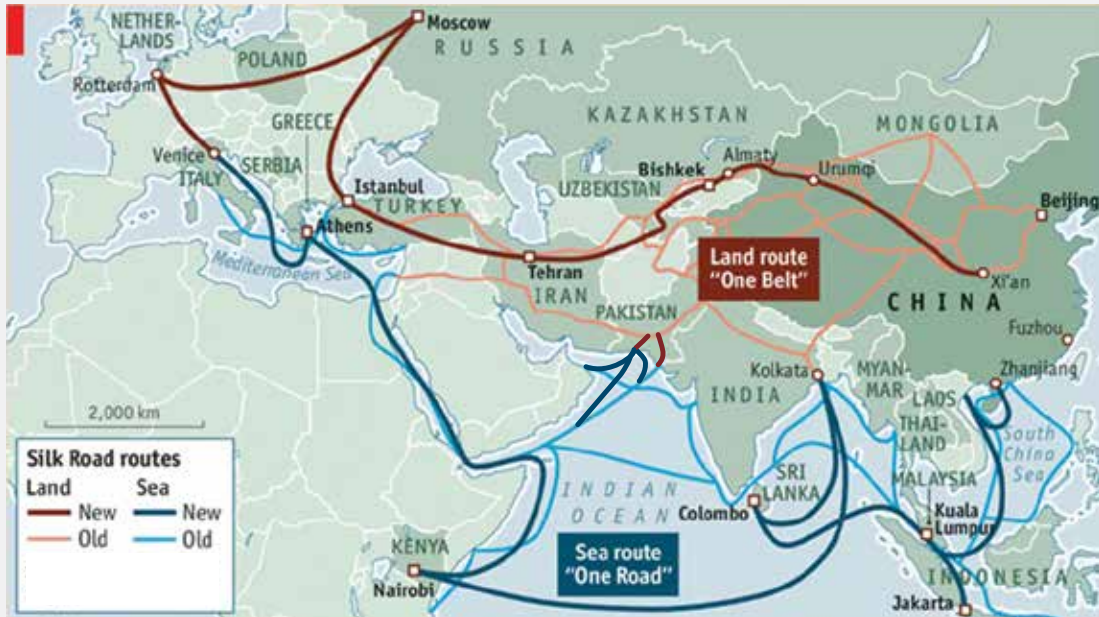 NETHER-
LANDS
Moscow
RUSSIA
POLAND
Rotterdam
KAZAKHSTAN
MONGOLIA
GREECE
Venice
ITALY
SERBIA
Almaty
Urumqi
Bishkek
UZBEKISTAN
Istanbul
TURKEY
Beijing
Athens
Mediterranean Sea
Tehran
IRAN
Land route
"One Belt"
Xi'an
CHINA
PAKISTAN
Fuzhou
Kolkata
MYAN-
MAR
Zhanjiang
INDIA
LAOS
THAI-
LAND
South
China
Sea
2,000 km
Silk Road routes
Land
Sea
New
New
Old
Old
SRI
LANKA
MALAYSIA
INDIAN
OCEAN
Colombo
Kuala
Lumpur
KENYA
Nairobi
Sea route
"One Road"
INDONESIA
Jakarta